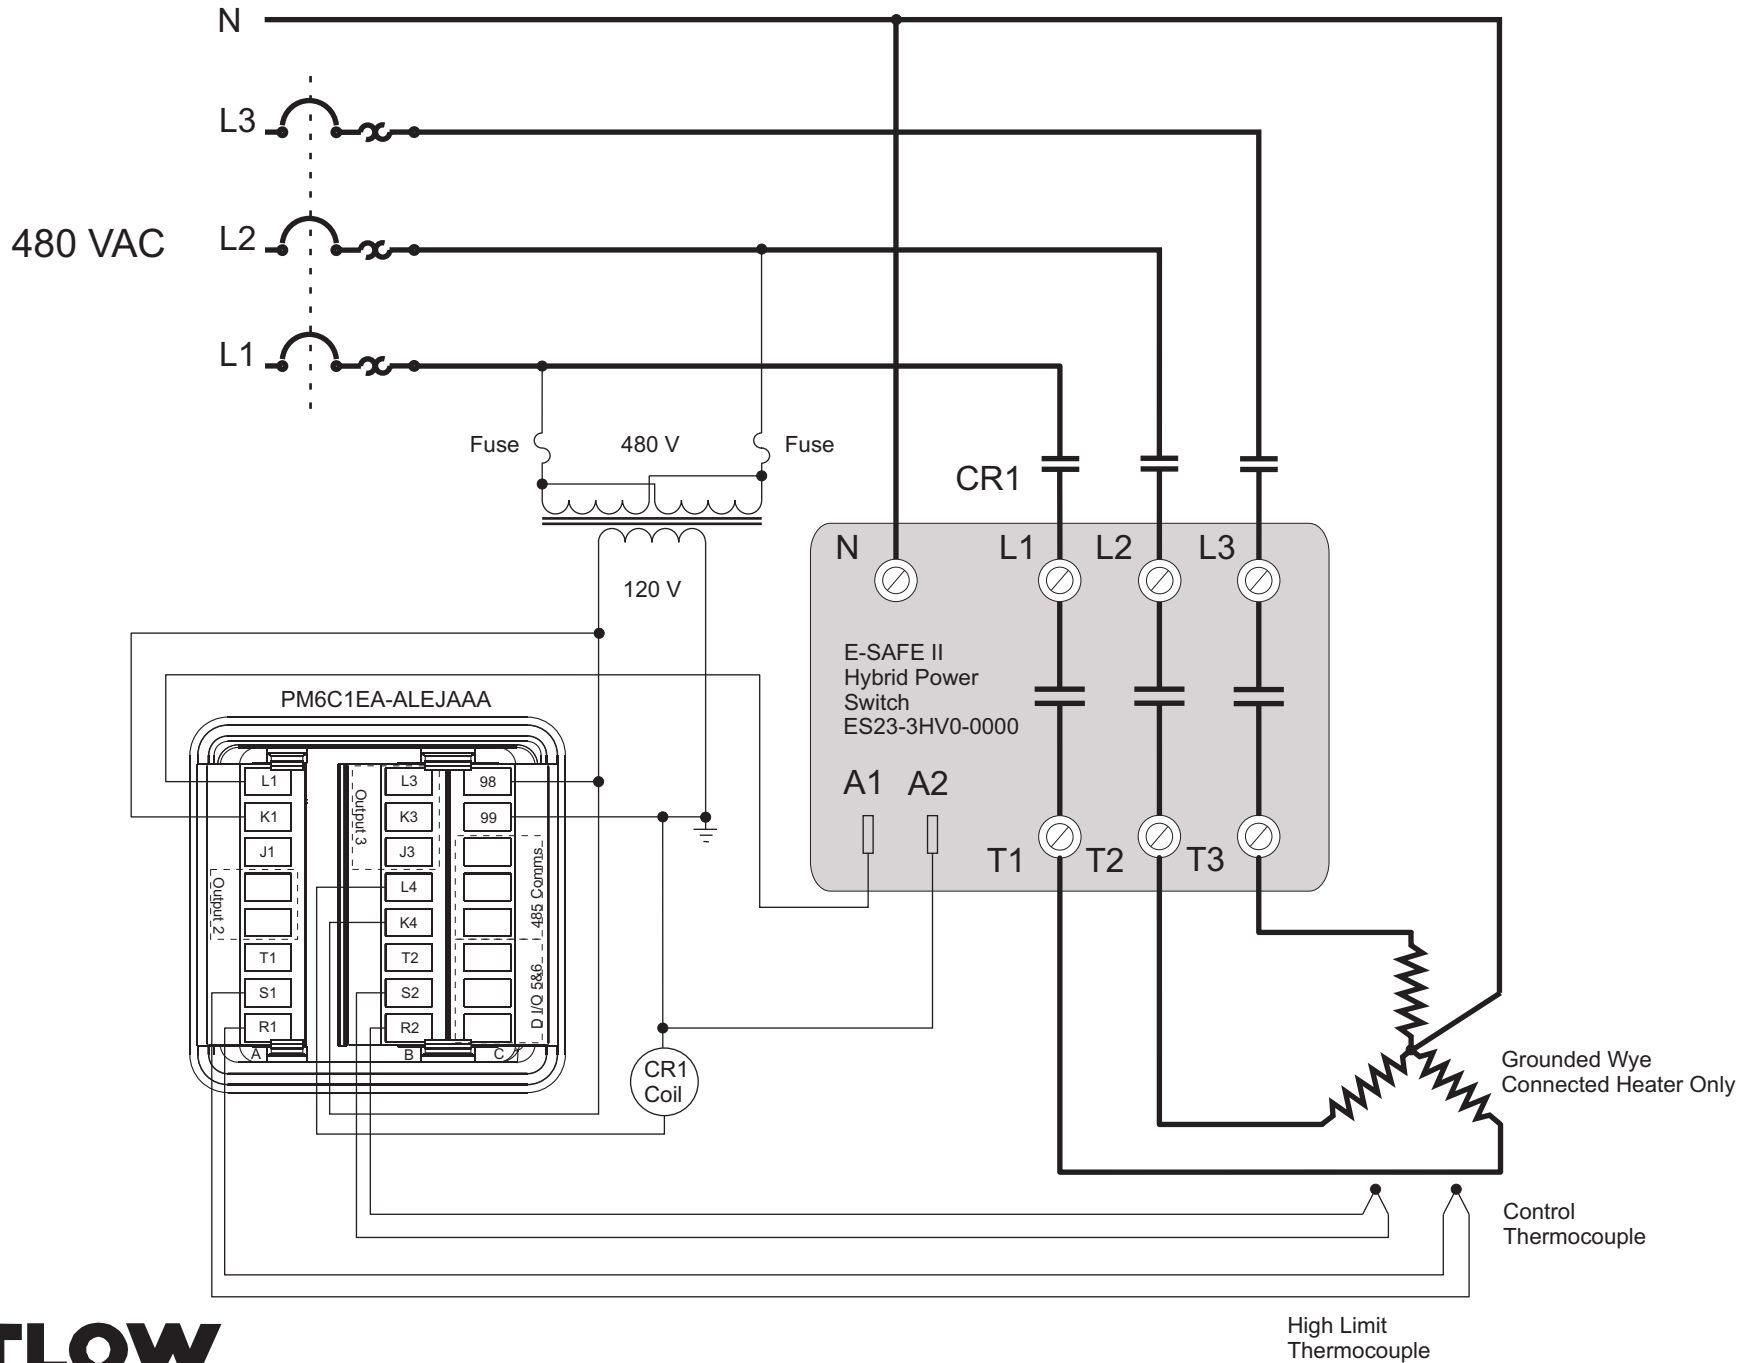 N
L3
480 VAC
L2
L1
Fuse
480 V
Fuse
CR1
N
L1
L2
L3
120 V
E-SAFE II
Hybrid Power
Switch
ES23-3HV0-0000
A1
A2
T1
T2
T3
PM6C1EA-ALEJAAA
L1
K1
J1
Output 2
T1
S1
R1
A
Output 3
L3
K3
J3
L4
K4
T2
S2
R2
B
98
99
485 Comms
D I/O 5&6
C
CR1
Coil
Grounded Wye
Connected Heater Only
Control
Thermocouple
High Limit
Thermocouple
TLOW